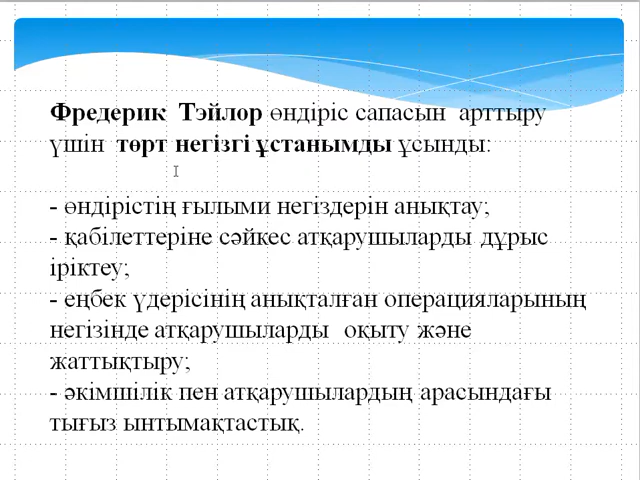 Фредерик Тэйлор өндіріс сапасын арттыру
үшін төрт негізгі ұстанымды ұсынды:
- өндірістің ғылыми негіздерін анықтау;
- қабілеттеріне сәйкес атқарушыларды дұрыс
іріктеу;
- еңбек үдерісінің анықталған операцияларының
негізінде атқарушыларды оқыту және
жаттықтыру;
- әкімшілік пен атқарушылардың арасындағы
тығыз ынтымақтастық.